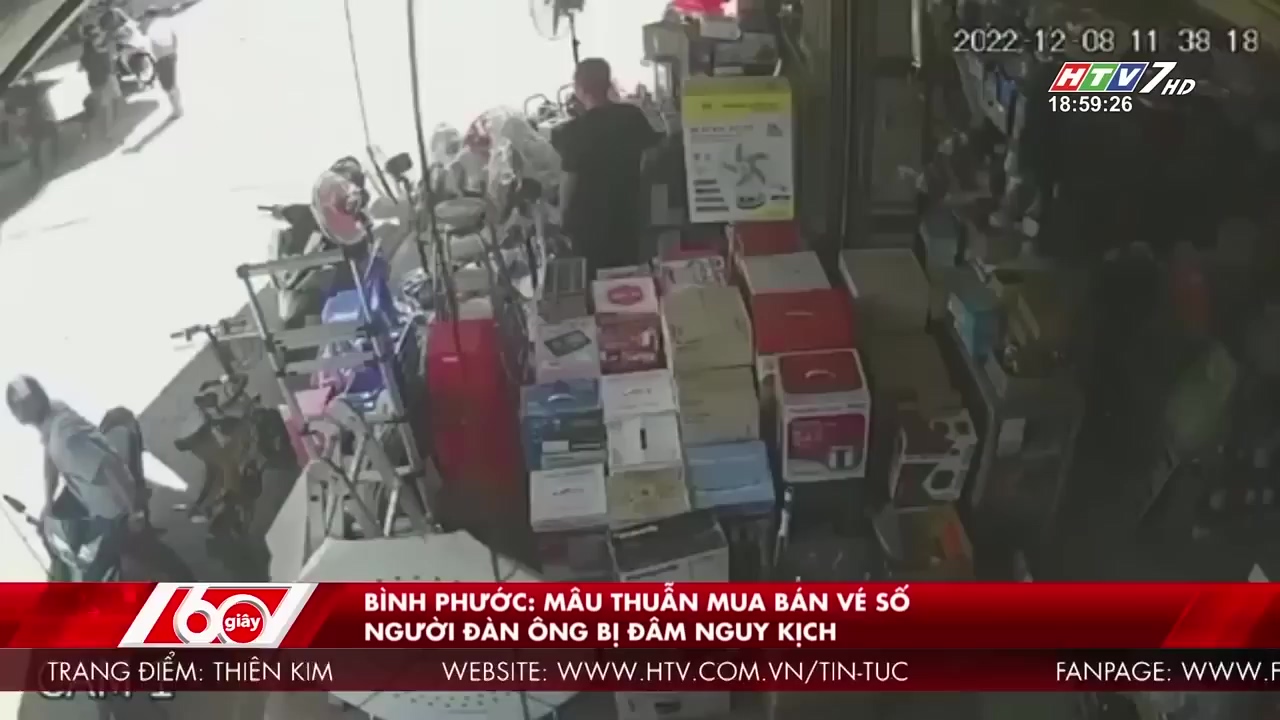 2022-12-08 11 38 18
HTV7 HD
18:59:26
60 giây
BÌNH PHƯỚC: MÂU THUẪN MUA BÁN VÉ SỐ
NGƯỜI ĐÀN ÔNG BỊ ĐÂM NGUY KỊCH
TRANG ĐIỂM: THIÊN KIM WEBSITE: WWW.HTV.COM.VN/TIN-TUC FANPAGE: WWW.F
CAM 1